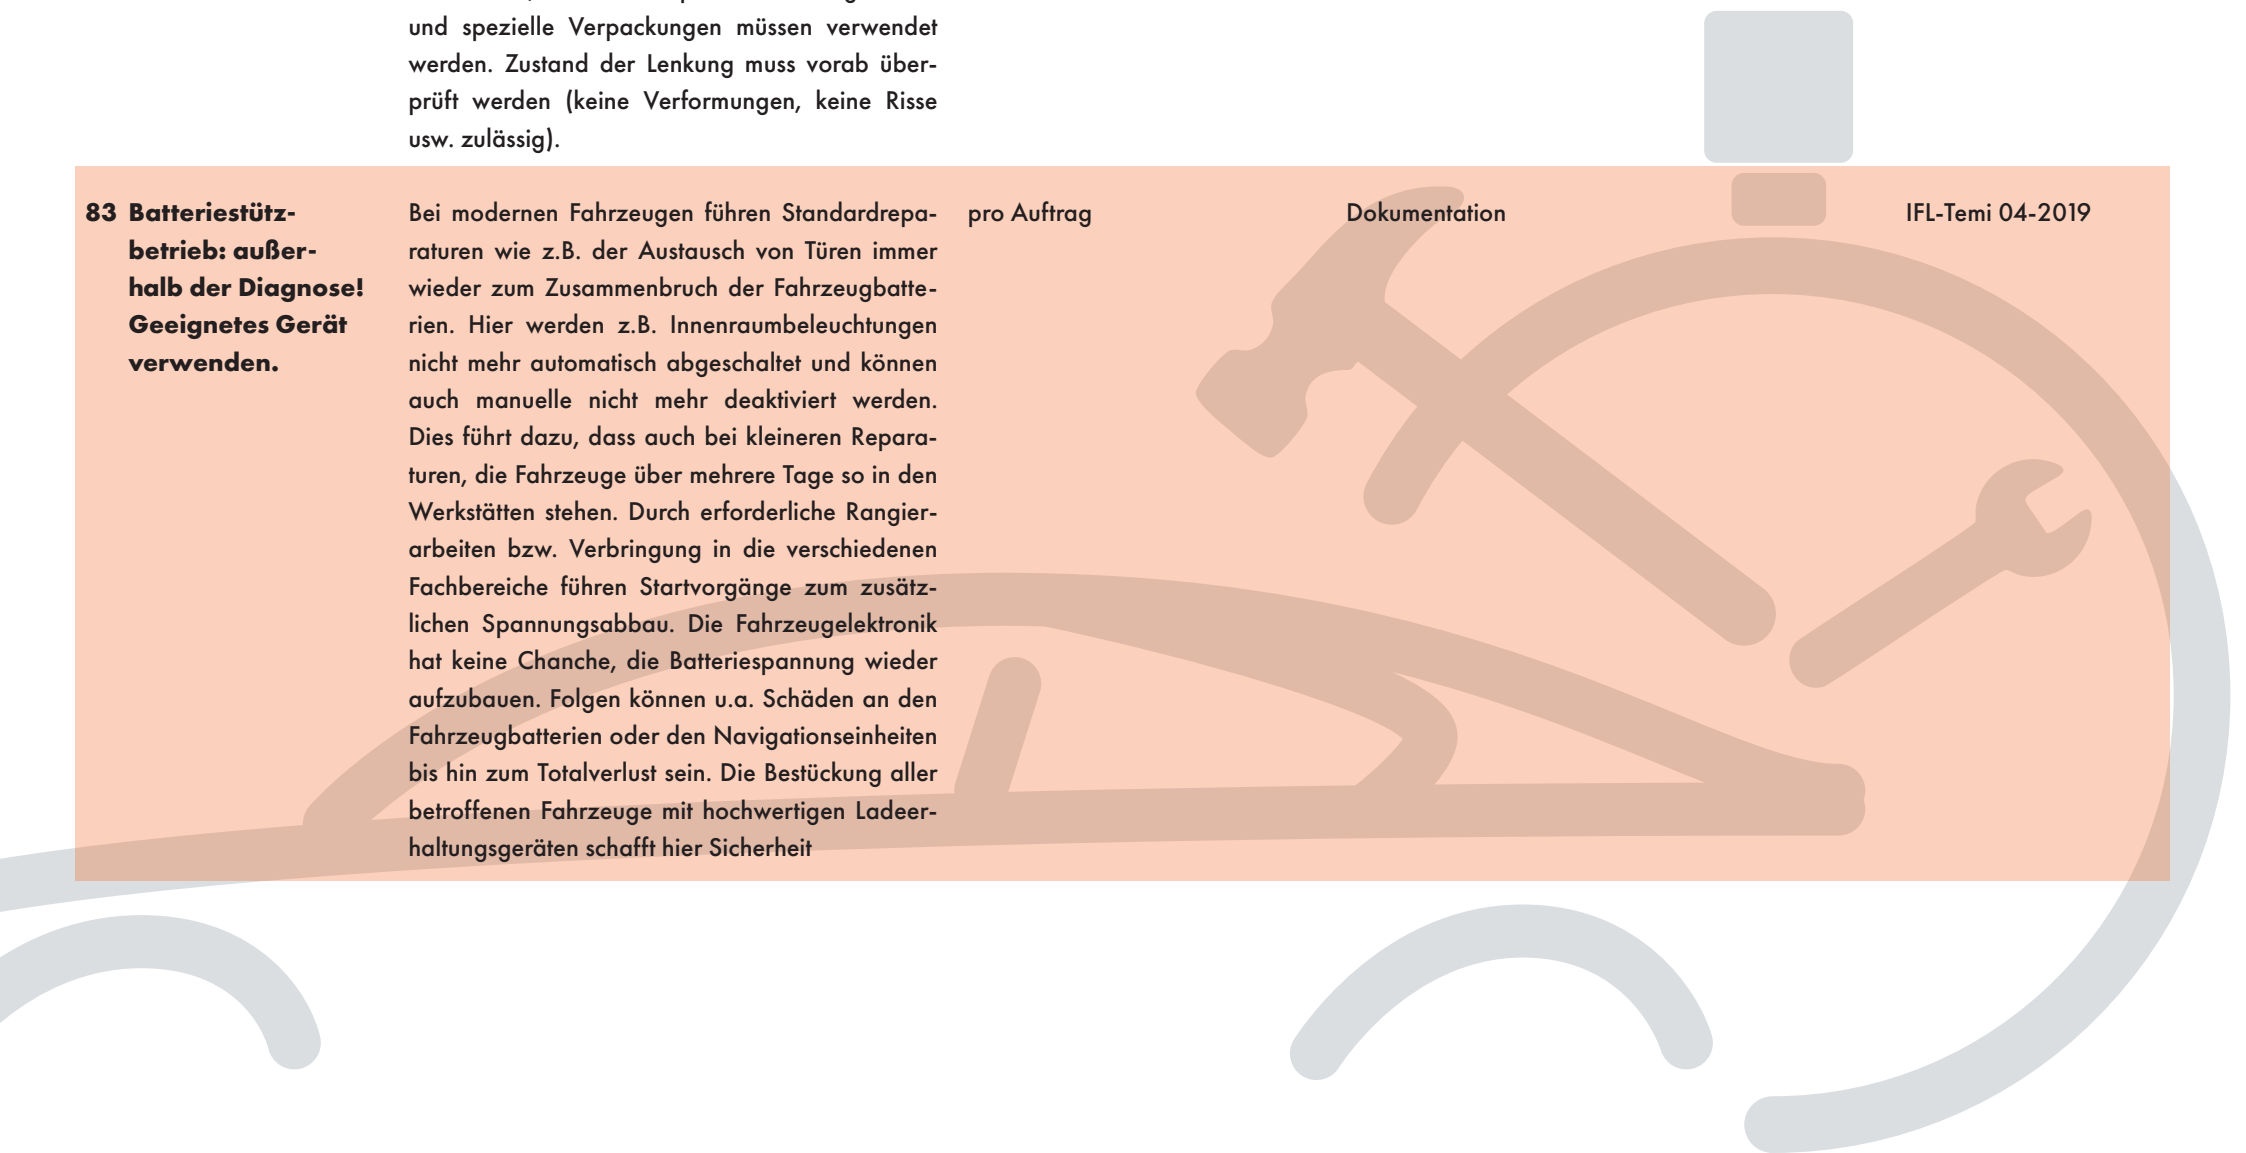 und spezielle Verpackungen müssen verwendet
werden. Zustand der Lenkung muss vorab über-
prüft werden (keine Verformungen, keine Risse
usw. zulässig).
83 Batteriestütz-
betrieb: außer-
halb der Diagnose!
Geeignetes Gerät
verwenden.
Bei modernen Fahrzeugen führen Standardrepa-
raturen wie z.B. der Austausch von Türen immer
wieder zum Zusammenbruch der Fahrzeugbatte-
rien. Hier werden z.B. Innenraumbeleuchtungen
nicht mehr automatisch abgeschaltet und können
auch manuelle nicht mehr deaktiviert werden.
Dies führt dazu, dass auch bei kleineren Repara-
turen, die Fahrzeuge über mehrere Tage so in den
Werkstätten stehen. Durch erforderliche Rangier-
arbeiten bzw. Verbringung in die verschiedenen
Fachbereiche führen Startvorgänge zum zusätz-
lichen Spannungsabbau. Die Fahrzeugelektronik
hat keine Chanche, die Batteriespannung wieder
aufzubauen. Folgen können u.a. Schäden an den
Fahrzeugbatterien oder den Navigationseinheiten
bis hin zum Totalverlust sein. Die Bestückung aller
betroffenen Fahrzeuge mit hochwertigen Ladeer-
haltungsgeräten schafft hier Sicherheit
pro Auftrag
Dokumentation
IFL-Temi 04-2019